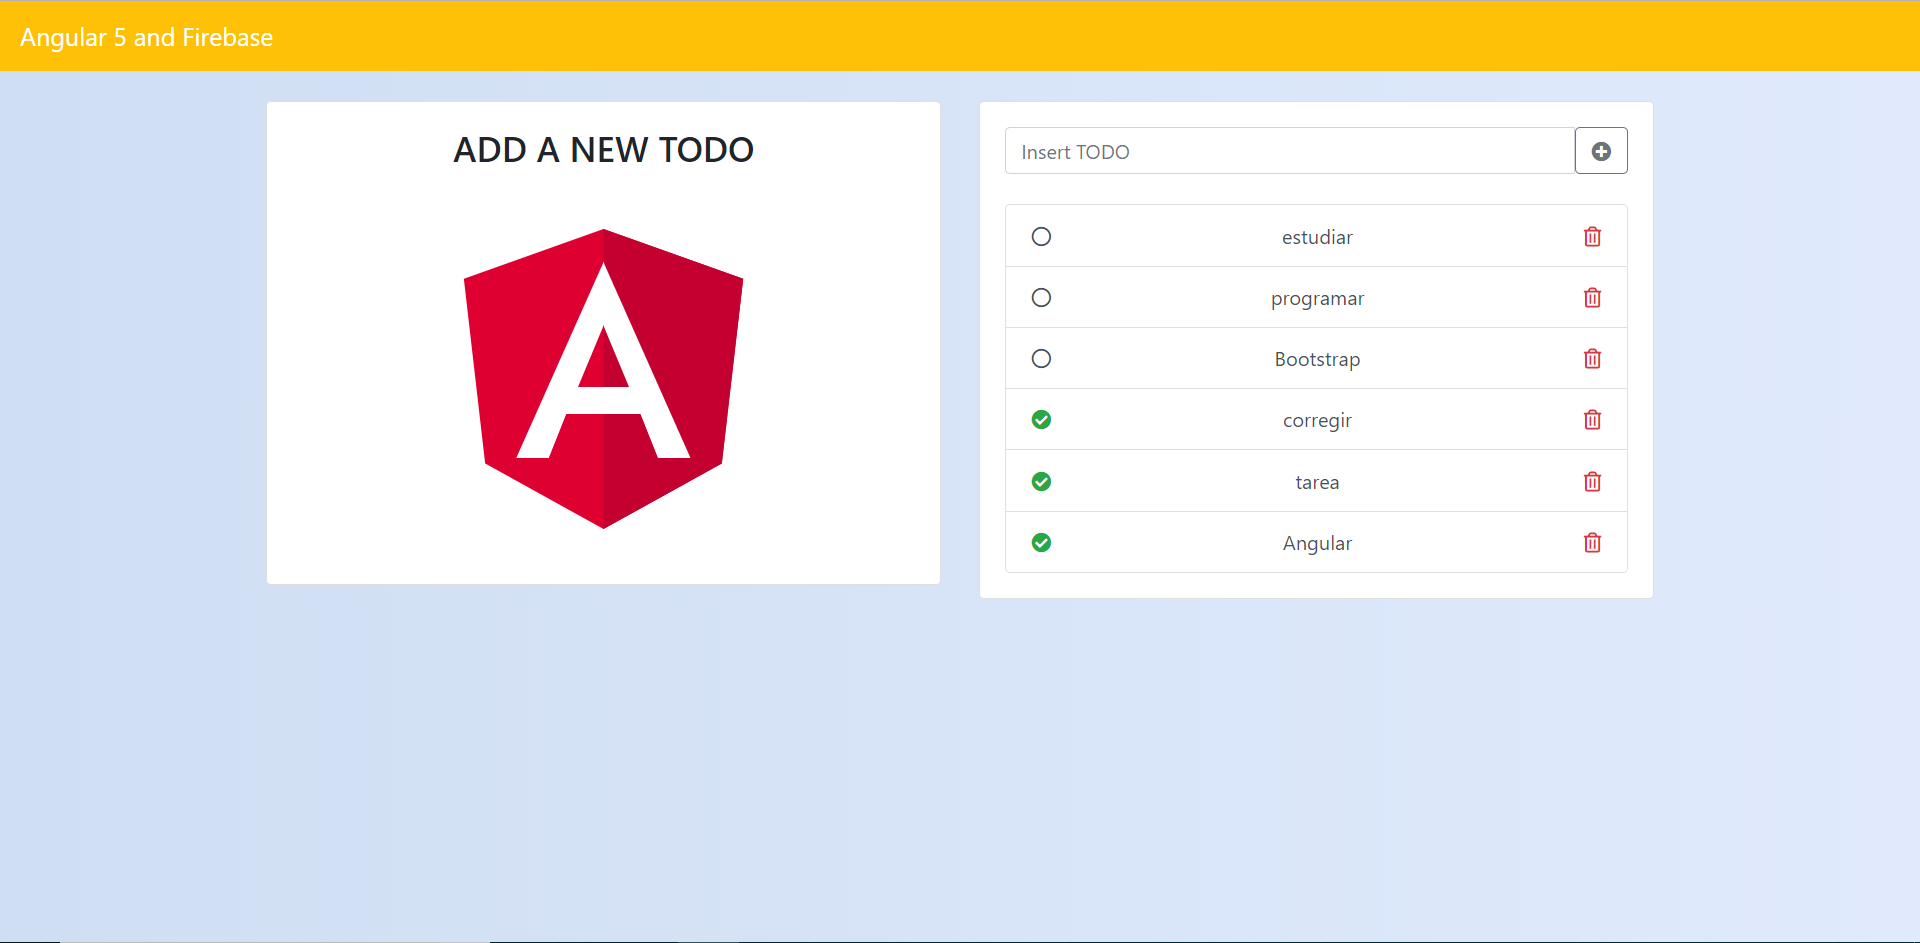 Angular 5 and Firebase
ADD A NEW TODO
Insert TODO
estudiar
programar
Bootstrap
corregir
tarea
Angular